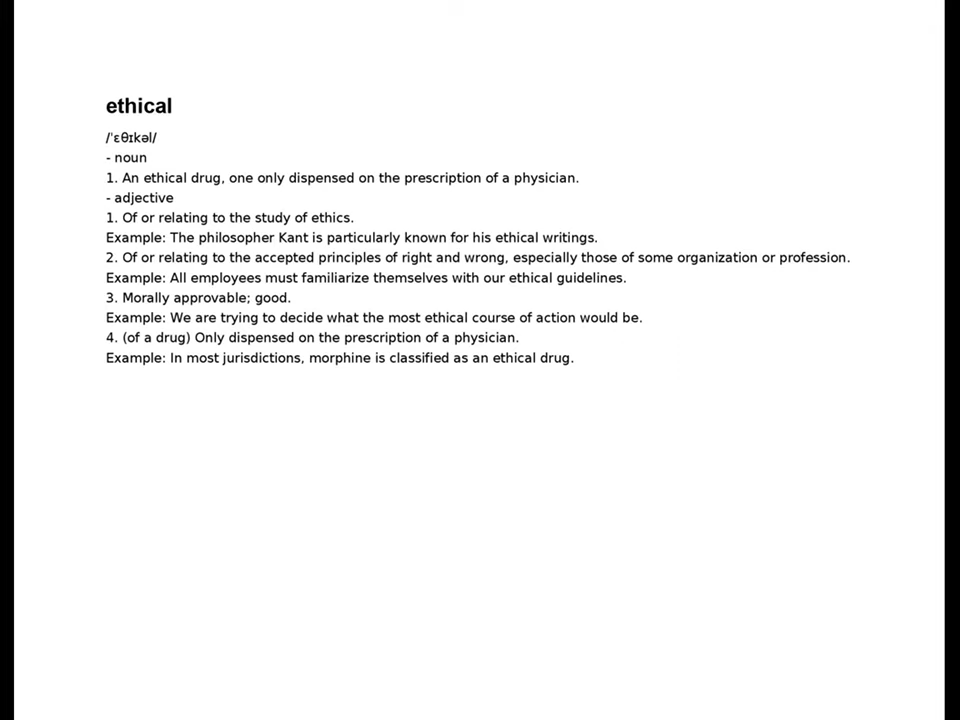 ethical
/ˈɛθɪkəl/
- noun
1. An ethical drug, one only dispensed on the prescription of a physician.
- adjective
1. Of or relating to the study of ethics.
Example: The philosopher Kant is particularly known for his ethical writings.
2. Of or relating to the accepted principles of right and wrong, especially those of some organization or profession.
Example: All employees must familiarize themselves with our ethical guidelines.
3. Morally approvable; good.
Example: We are trying to decide what the most ethical course of action would be.
4. (of a drug) Only dispensed on the prescription of a physician.
Example: In most jurisdictions, morphine is classified as an ethical drug.